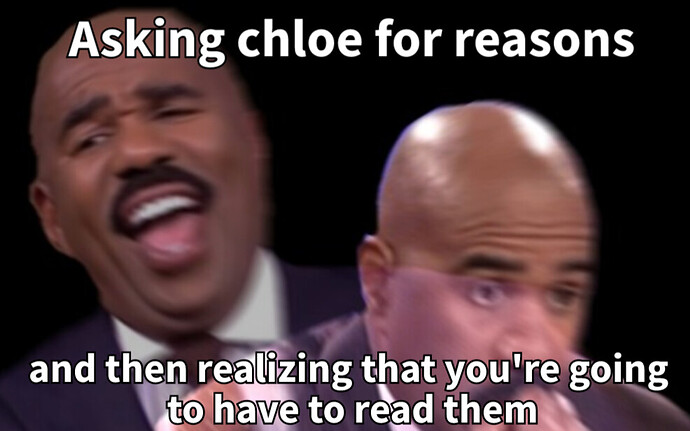 Asking chloe for reasons
and then realizing that you're going
to have to read them